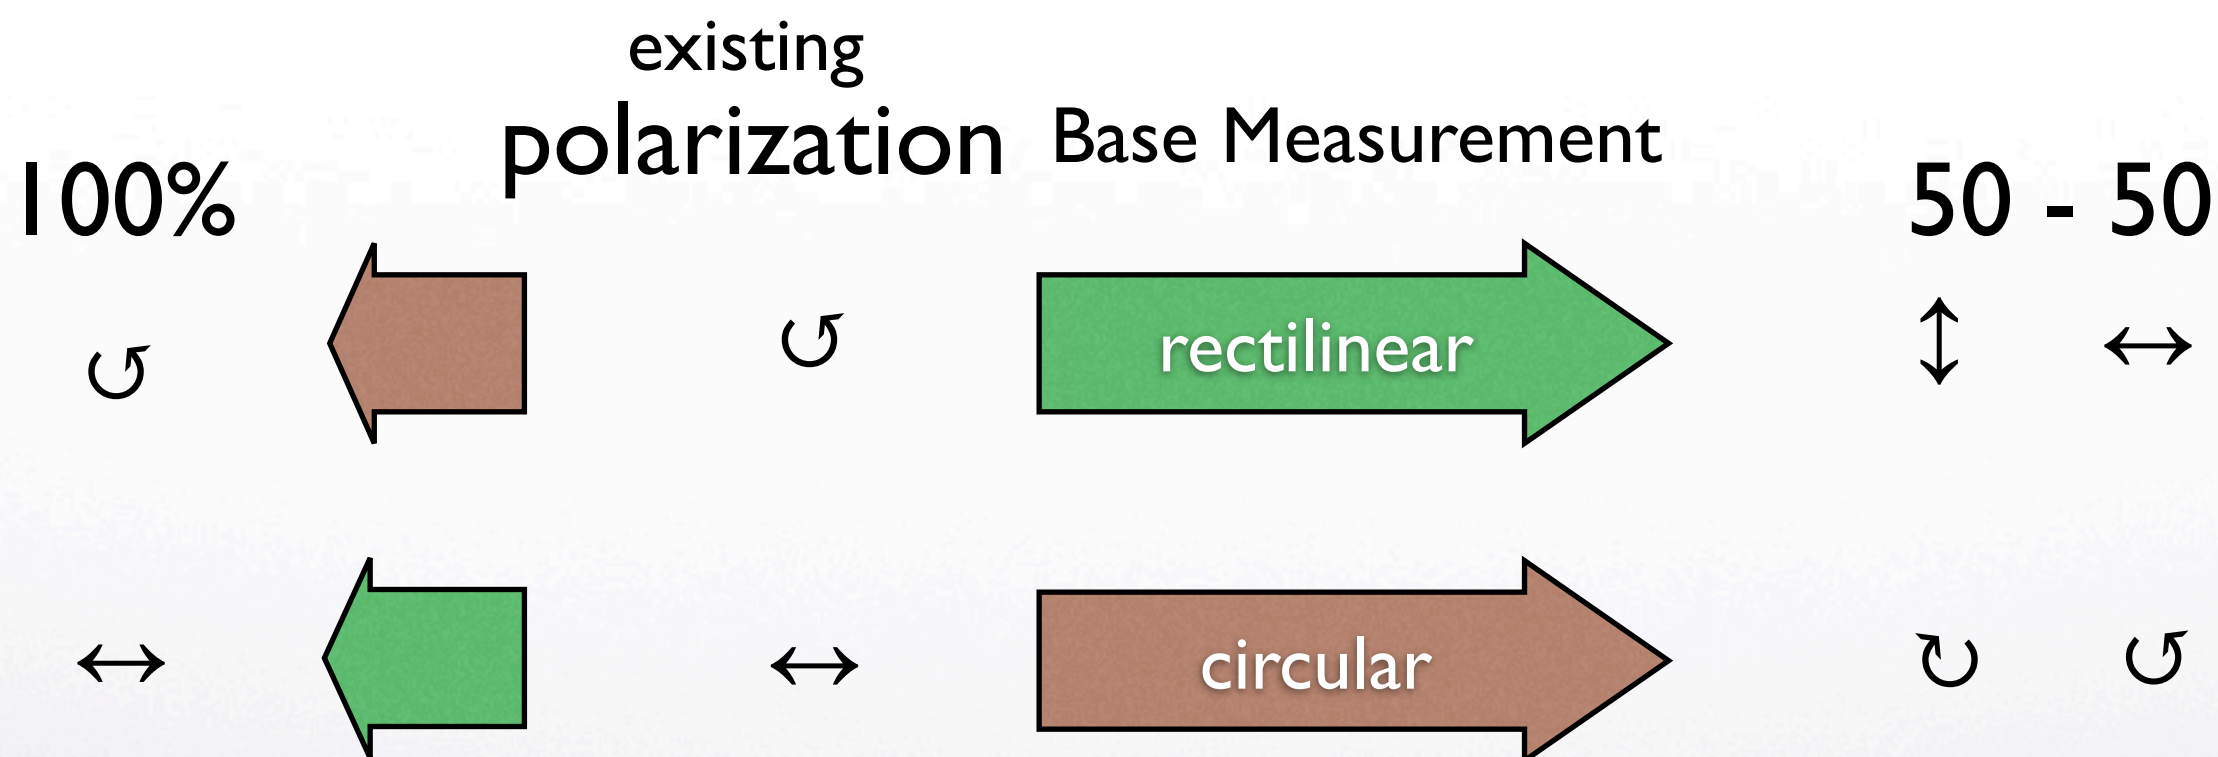 existing
polarization
Base Measurement
100%
50 - 50
↺ ↺ rectilinear ↕ ↔
↔ ↔ circular ↻ ↺